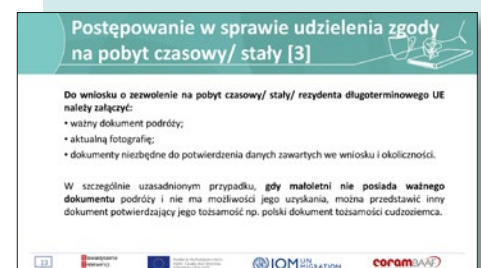 Postępowanie w sprawie udzielenia zgody
na pobyt czasowy/ stały [3]
Do wniosku o zezwolenie na pobyt czasowy/ stały/ rezydenta długoterminowego UE
należy załączyć:
• ważny dokument podróży;
• aktualną fotografię;
• dokumenty niezbędne do potwierdzenia danych zawartych we wniosku i okoliczności.
W szczególnie uzasadnionym przypadku, gdy małoletni nie posiada ważnego
dokumentu podróży i nie ma możliwości jego uzyskania, można przedstawić inny
dokument potwierdzający jego tożsamość np. polski dokument tożsamości cudzoziemca.
23
Stowarzyszenie
Interwencji
IOM UN MIGRATION
coramBAAF